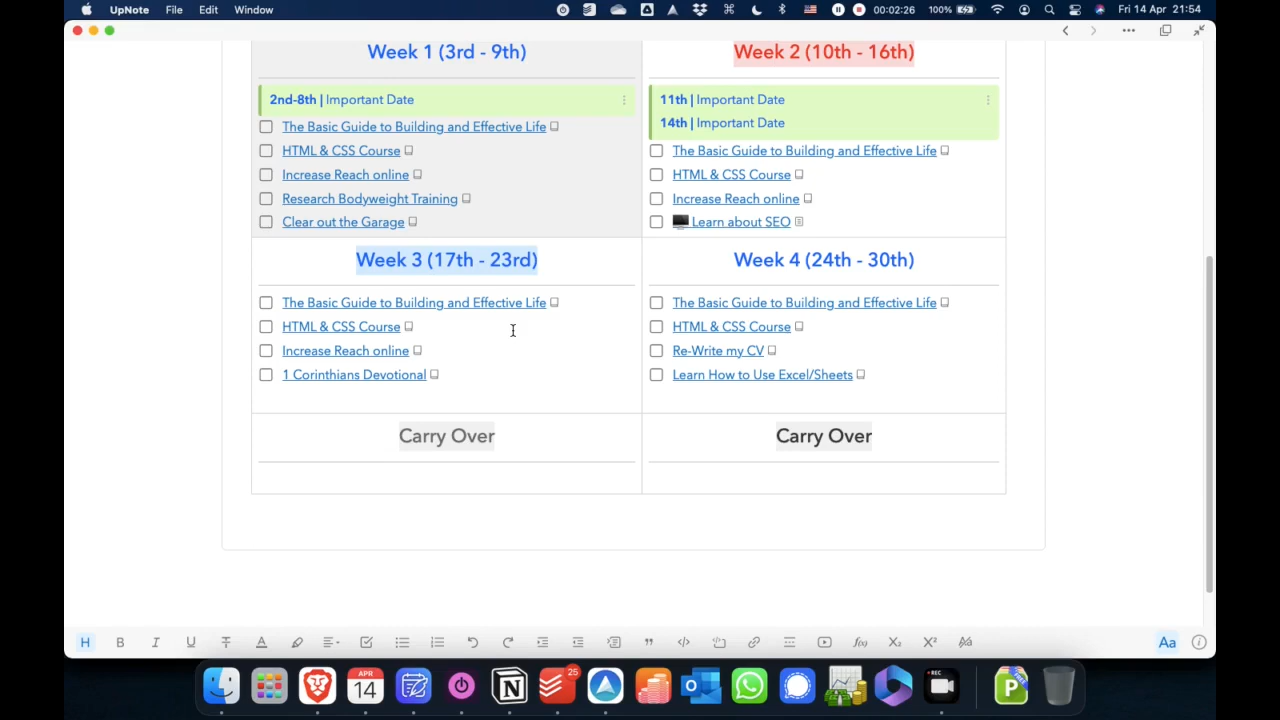 UpNote File Edit Window 00:02:26 100% Fri 14 Apr 21:54
Week 1 (3rd - 9th)
2nd-8th | Important Date
The Basic Guide to Building and Effective Life
HTML & CSS Course
Increase Reach online
Research Bodyweight Training
Clear out the Garage
Week 2 (10th - 16th)
11th | Important Date
14th | Important Date
The Basic Guide to Building and Effective Life
HTML & CSS Course
Increase Reach online
Learn about SEO
Week 3 (17th - 23rd)
The Basic Guide to Building and Effective Life
HTML & CSS Course
Increase Reach online
1 Corinthians Devotional
Week 4 (24th - 30th)
The Basic Guide to Building and Effective Life
HTML & CSS Course
Re-Write my CV
Learn How to Use Excel/Sheets
Carry Over
Carry Over
H B I U T A f(x) X₂ X² Aa
APR
14
25
REC